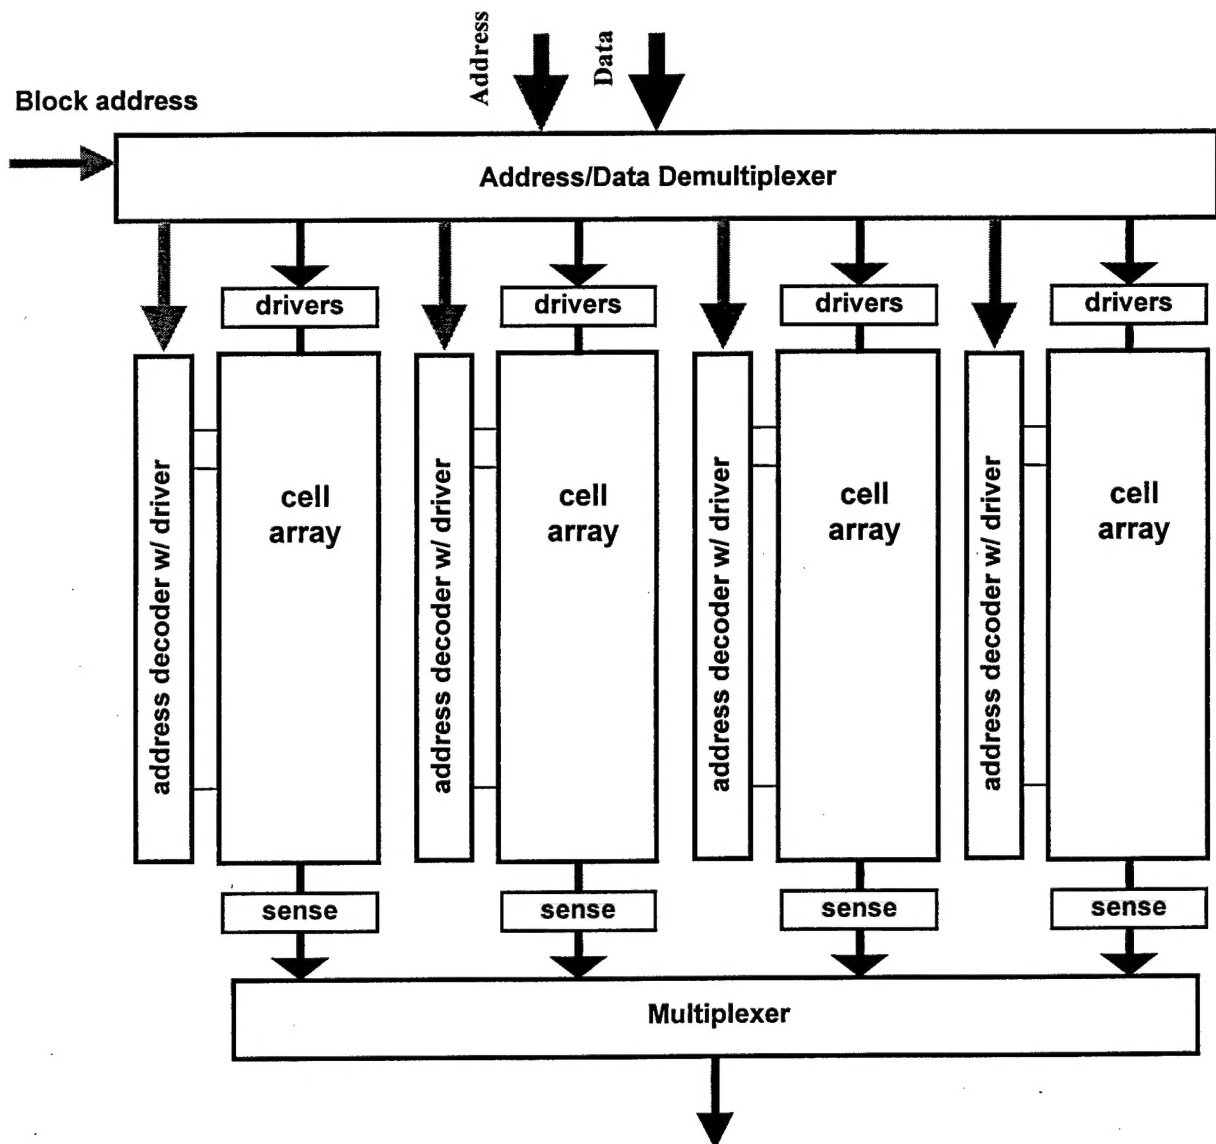 Address
Data
Block address
Address/Data Demultiplexer
drivers
drivers
drivers
drivers
address decoder w/ driver
cell
array
address decoder w/ driver
cell
array
address decoder w/ driver
cell
array
address decoder w/ driver
cell
array
sense
sense
sense
sense
Multiplexer